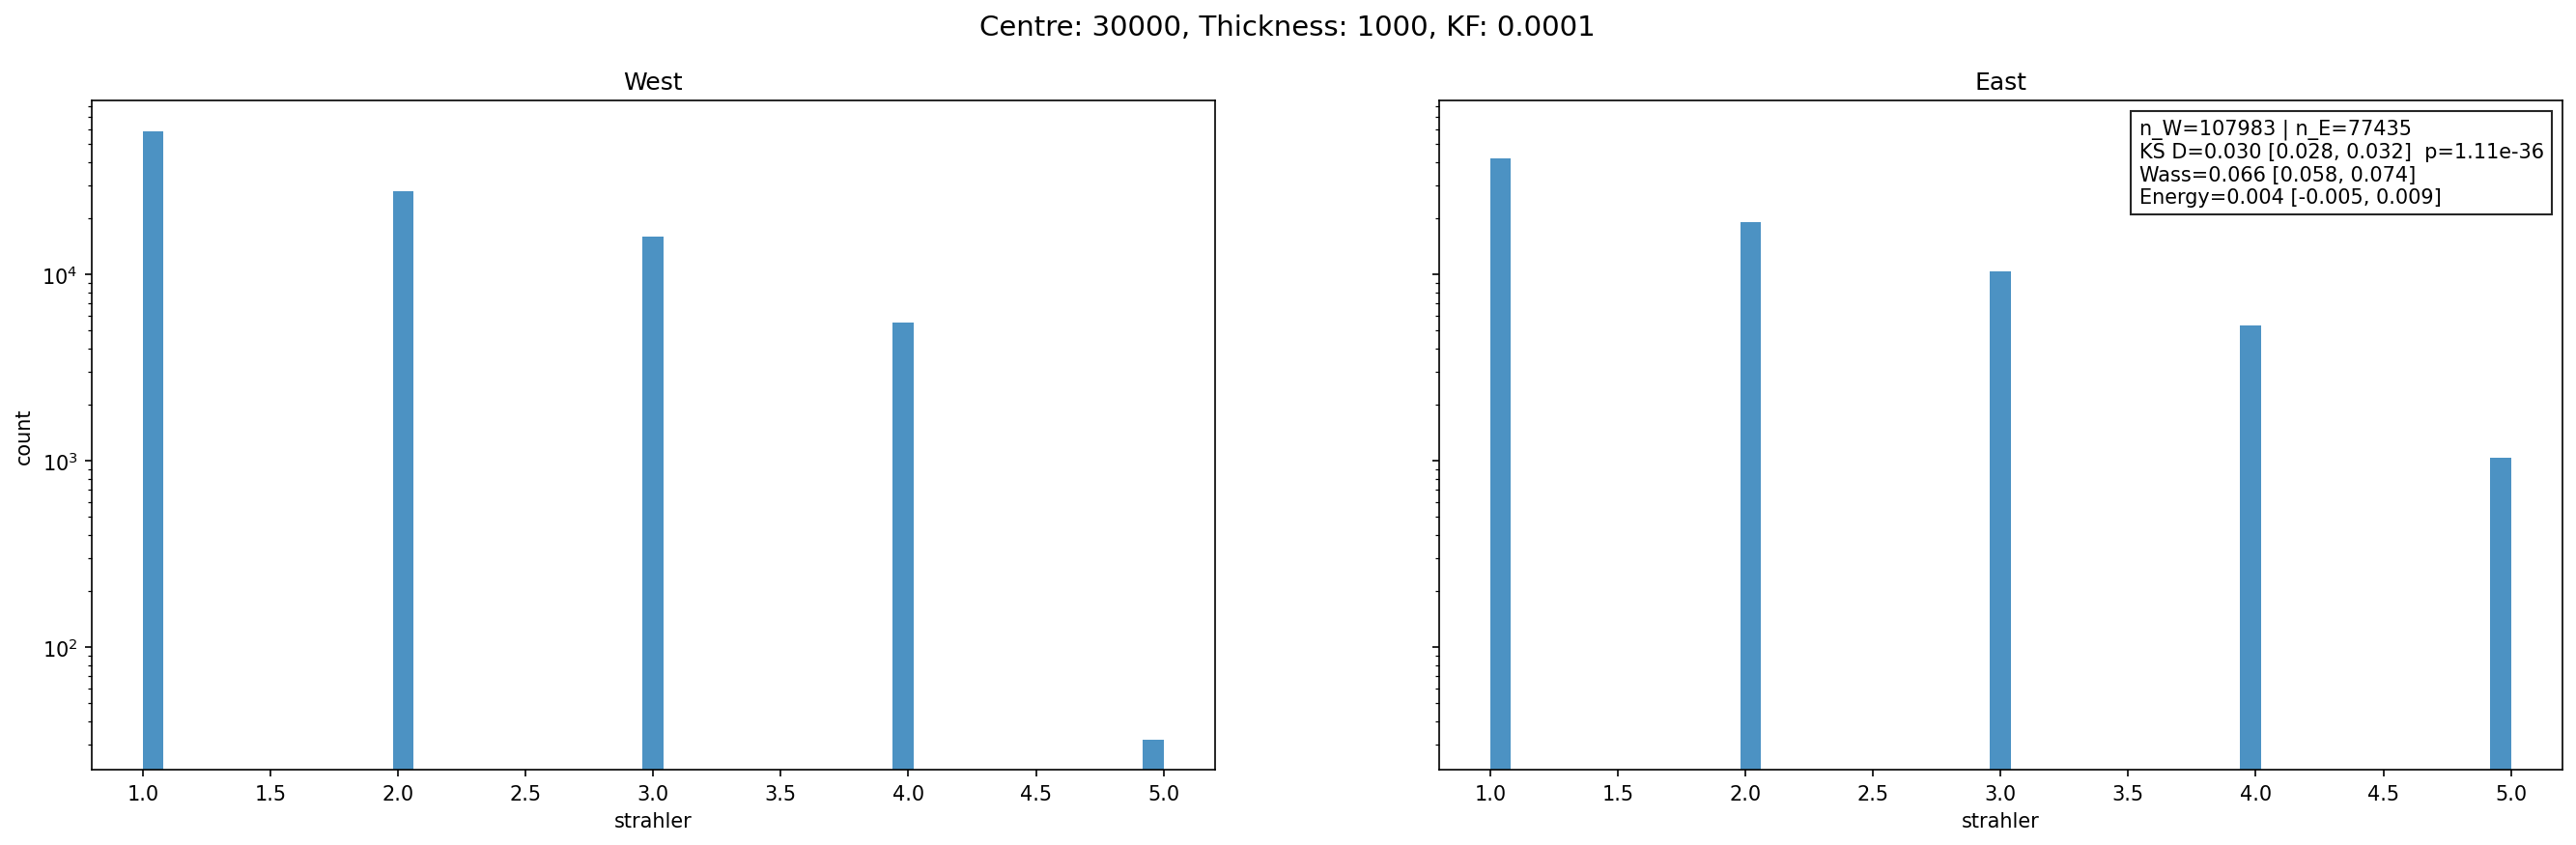 Centre: 30000, Thickness: 1000, KF: 0.0001
West
East
n_W=107983 | n_E=77435
KS D=0.030 [0.028, 0.032]  p=1.11e-36
Wass=0.066 [0.058, 0.074]
Energy=0.004 [-0.005, 0.009]
count
10⁴
10³
10²
1.0 1.5 2.0 2.5 3.0 3.5 4.0 4.5 5.0
strahler
1.0 1.5 2.0 2.5 3.0 3.5 4.0 4.5 5.0
strahler